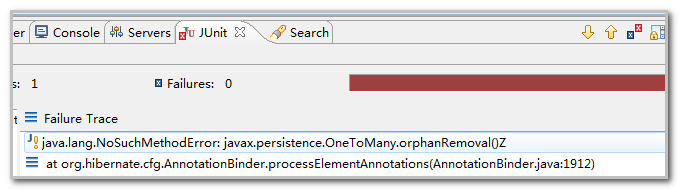 er Console Servers JUnit Search
s: 1 Failures: 0
t Failure Trace
java.lang.NoSuchMethodError: javax.persistence.OneToMany.orphanRemoval()Z
at org.hibernate.cfg.AnnotationBinder.processElementAnnotations(AnnotationBinder.java:1912)